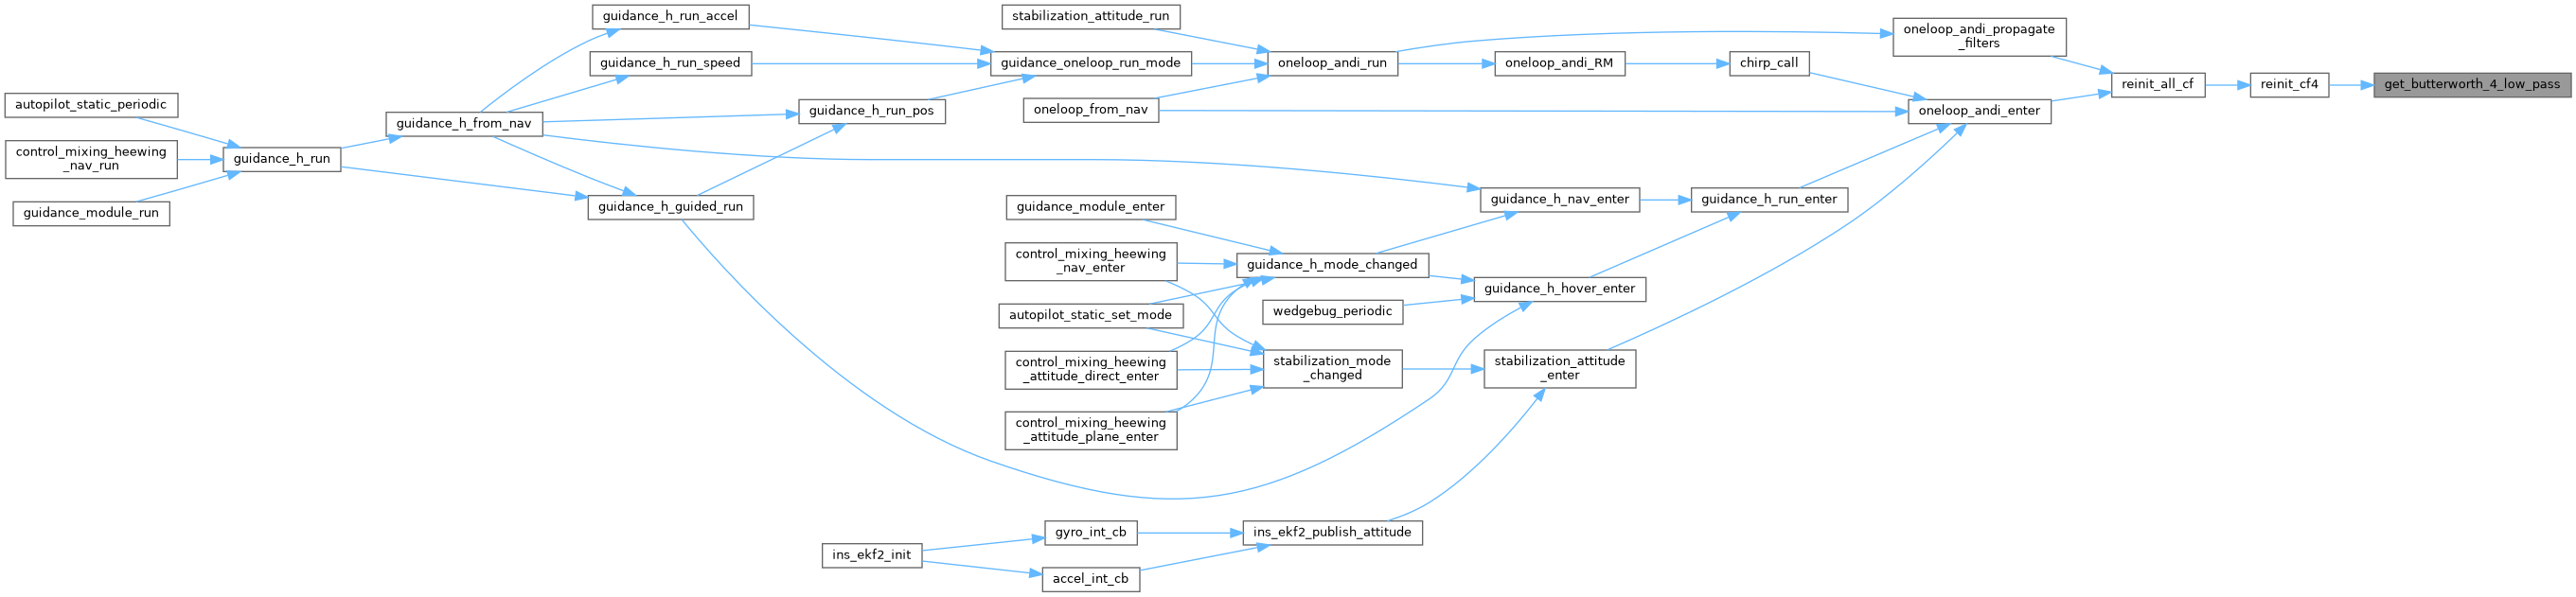 autopilot_static_periodic
control_mixing_heewing
_nav_run
guidance_module_run
guidance_h_run
guidance_h_from_nav
guidance_h_run_accel
guidance_h_run_speed
guidance_h_run_pos
guidance_h_guided_run
stabilization_attitude_run
guidance_oneloop_run_mode
oneloop_from_nav
oneloop_andi_run
oneloop_andi_RM
chirp_call
oneloop_andi_propagate
_filters
oneloop_andi_enter
reinit_all_cf
reinit_cf4
get_butterworth_4_low_pass
guidance_module_enter
control_mixing_heewing
_nav_enter
autopilot_static_set_mode
control_mixing_heewing
_attitude_direct_enter
control_mixing_heewing
_attitude_plane_enter
guidance_h_mode_changed
wedgebug_periodic
stabilization_mode
_changed
guidance_h_nav_enter
guidance_h_run_enter
guidance_h_hover_enter
stabilization_attitude
_enter
ins_ekf2_publish_attitude
gyro_int_cb
accel_int_cb
ins_ekf2_init